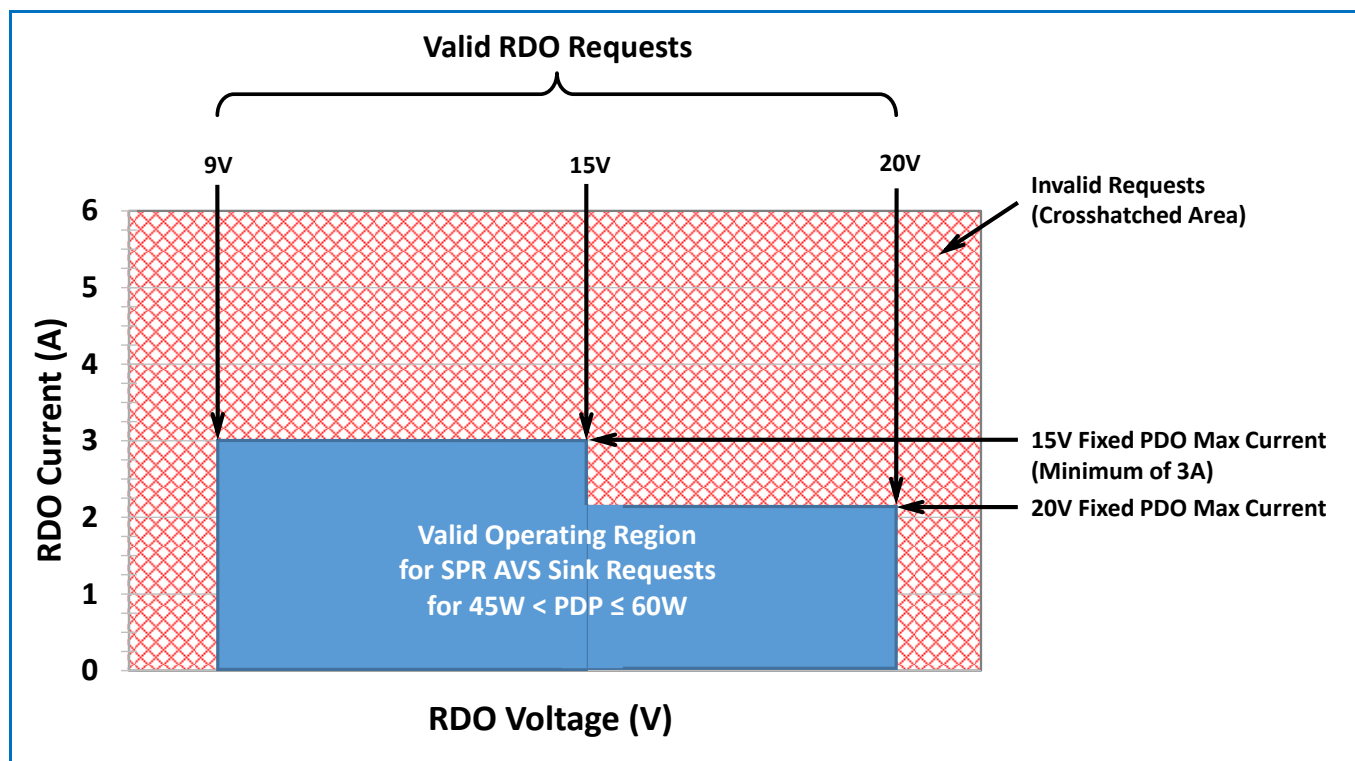 Valid RDO Requests
9V
15V
20V
Invalid Requests
(Crosshatched Area)
6
5
4
3
2
1
0
RDO Current (A)
15V Fixed PDO Max Current
(Minimum of 3A)
20V Fixed PDO Max Current
Valid Operating Region
for SPR AVS Sink Requests
for 45W < PDP ≤ 60W
RDO Voltage (V)